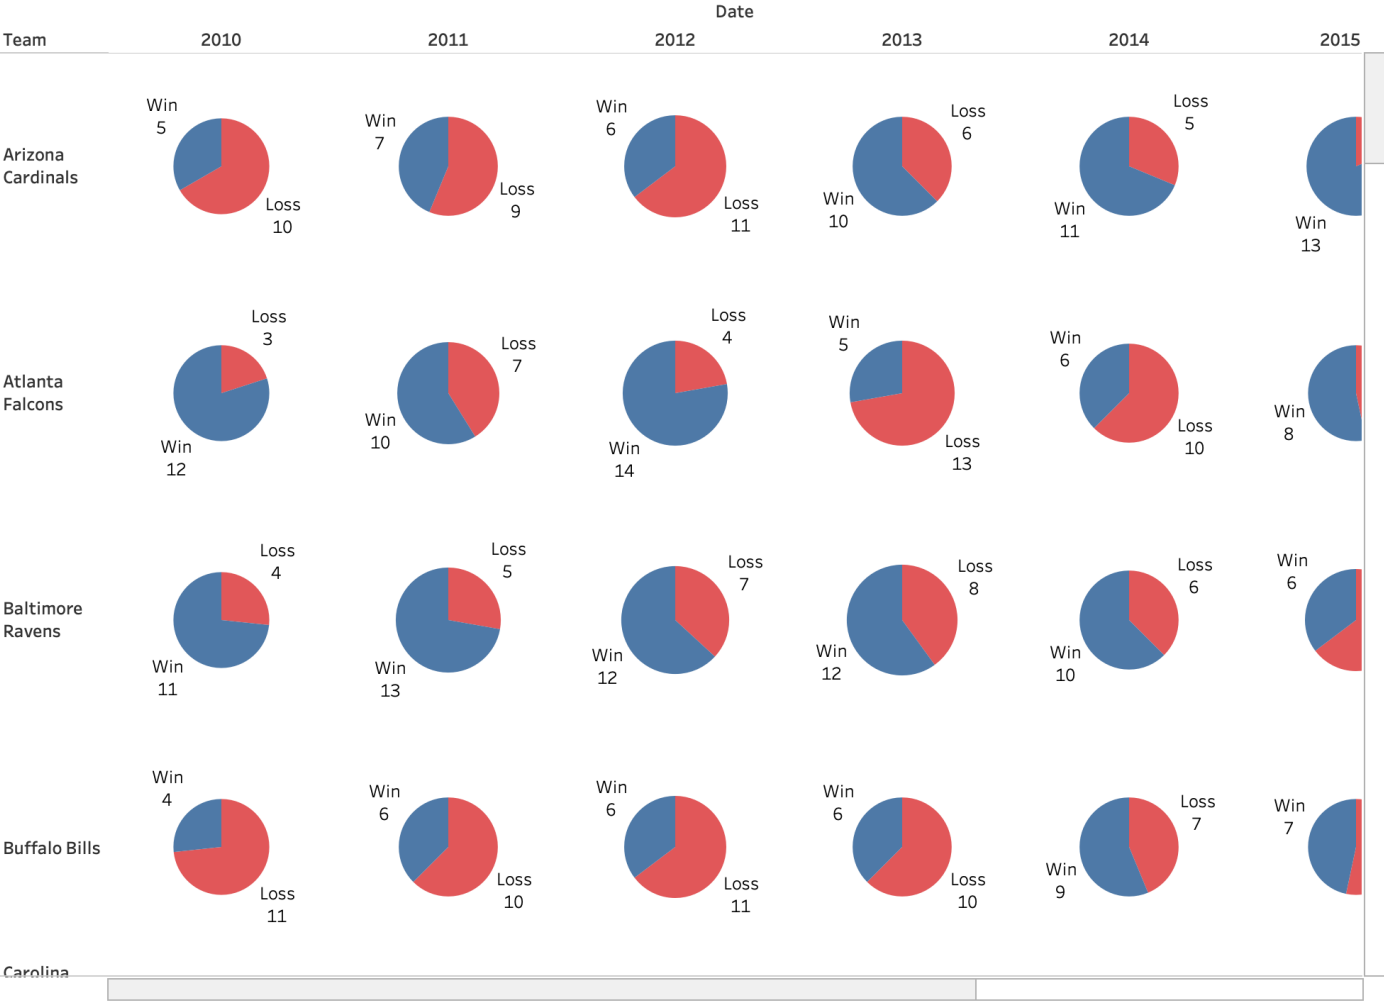 Date
Team 2010 2011 2012 2013 2014 2015
Arizona
Cardinals
Win
5
Loss
10
Win
7
Loss
9
Win
6
Loss
11
Loss
6
Win
10
Loss
5
Win
11
Win
13
Atlanta
Falcons
Loss
3
Win
12
Loss
7
Win
10
Loss
4
Win
14
Win
5
Loss
13
Win
6
Loss
10
Win
8
Baltimore
Ravens
Loss
4
Win
11
Loss
5
Win
13
Loss
7
Win
12
Loss
8
Win
12
Loss
6
Win
10
Win
6
Buffalo Bills
Win
4
Loss
11
Win
6
Loss
10
Win
6
Loss
11
Win
6
Loss
10
Loss
7
Win
9
Win
7
Carolina